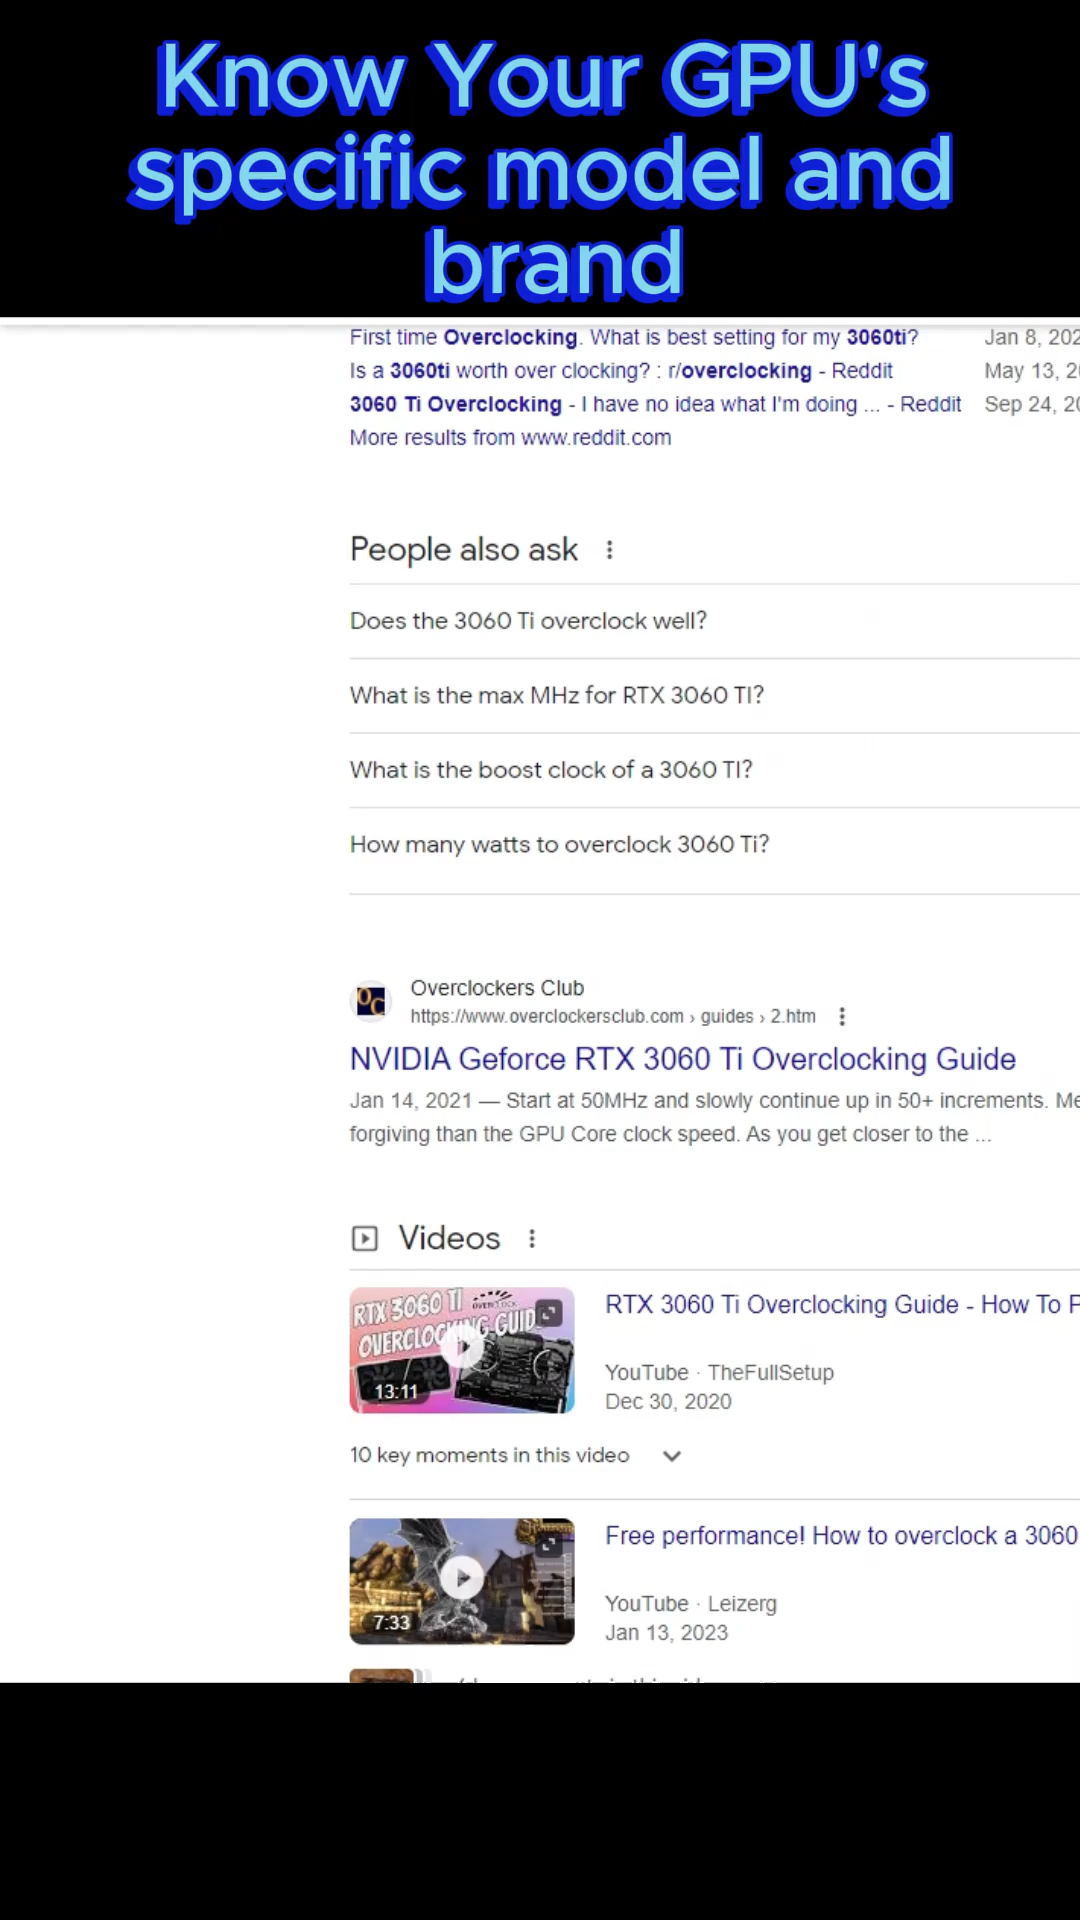 Know Your GPU's
specific model and
brand
First time Overclocking. What is best setting for my 3060ti? Jan 8, 202
Is a 3060ti worth over clocking? : r/overclocking - Reddit May 13, 2
3060 Ti Overclocking - I have no idea what I'm doing ... - Reddit Sep 24, 20
More results from www.reddit.com
People also ask
Does the 3060 Ti overclock well?
What is the max MHz for RTX 3060 TI?
What is the boost clock of a 3060 TI?
How many watts to overclock 3060 Ti?
OC
Overclockers Club
https://www.overclockersclub.com › guides › 2.htm
NVIDIA Geforce RTX 3060 Ti Overclocking Guide
Jan 14, 2021 — Start at 50MHz and slowly continue up in 50+ increments. Me
forgiving than the GPU Core clock speed. As you get closer to the ...
Videos
RTX 3060 TI
OVERCLOCK
OVERCLOCKING GUID
13:11
RTX 3060 Ti Overclocking Guide - How To
YouTube · TheFullSetup
Dec 30, 2020
10 key moments in this video
7:33
Free performance! How to overclock a 3060
YouTube · Leizerg
Jan 13, 2023